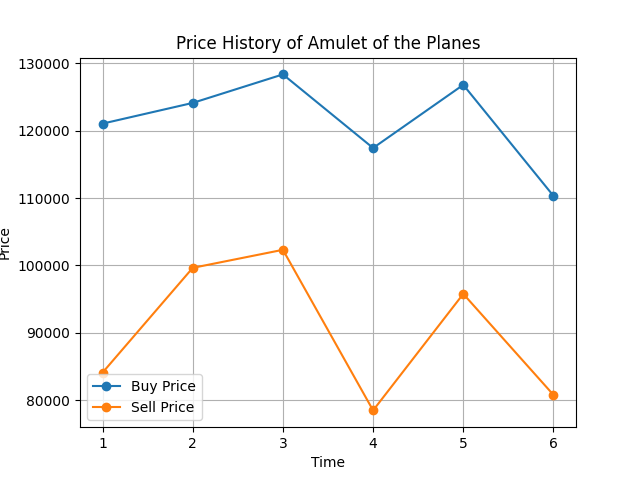 Price History of Amulet of the Planes
130000
120000
110000
100000
90000
80000
Price
Buy Price
Sell Price
1 2 3 4 5 6
Time